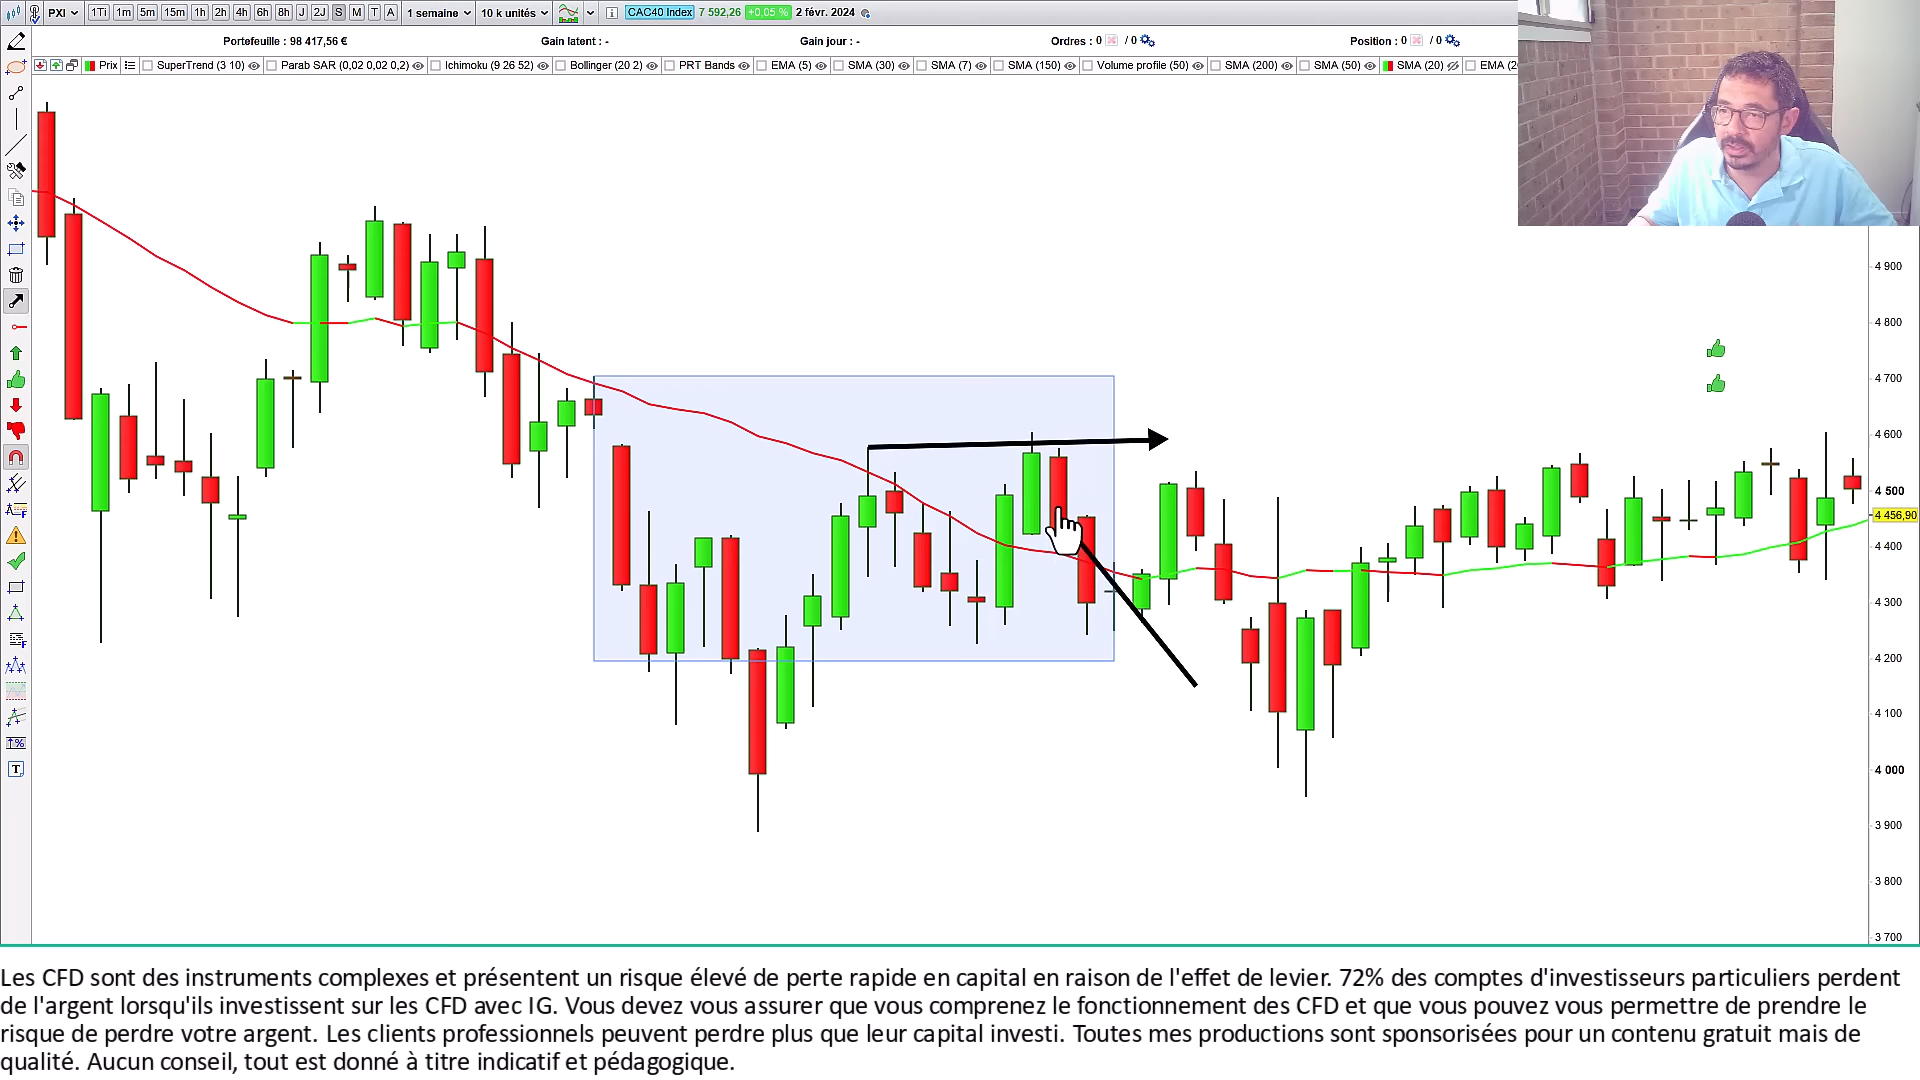 PXI 1Ti 1m 5m 15m 1h 2h 4h 6h 8h J 2J S M T A 1 semaine 10 k unités CAC40 Index 7 592,26 +0,05 % 2 févr. 2024
Portefeuille : 98 417,56 € Gain latent : - Gain jour : - Ordres : 0 / 0 Position : 0 / 0
Prix SuperTrend (3 10) Parab SAR (0,02 0,02 0,2) Ichimoku (9 26 52) Bollinger (20 2) PRT Bands EMA (5) SMA (30) SMA (7) SMA (150) Volume profile (50) SMA (200) SMA (50) SMA (20) EMA (2
4 900
4 800
4 700
4 600
4 500
4 456,90
4 400
4 300
4 200
4 100
4 000
3 900
3 800
3 700
Les CFD sont des instruments complexes et présentent un risque élevé de perte rapide en capital en raison de l'effet de levier. 72% des comptes d'investisseurs particuliers perdent
de l'argent lorsqu'ils investissent sur les CFD avec IG. Vous devez vous assurer que vous comprenez le fonctionnement des CFD et que vous pouvez vous permettre de prendre le
risque de perdre votre argent. Les clients professionnels peuvent perdre plus que leur capital investi. Toutes mes productions sont sponsorisées pour un contenu gratuit mais de
qualité. Aucun conseil, tout est donné à titre indicatif et pédagogique.